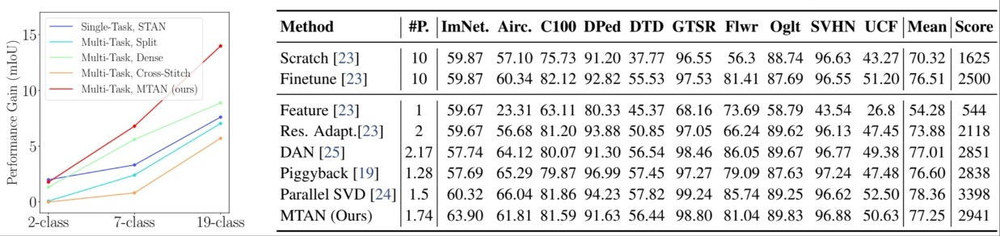 Performance Gain (mIoU)
15
10
5
0
2-class 7-class 19-class
Single-Task, STAN
Multi-Task, Split
Multi-Task, Dense
Multi-Task, Cross-Stitch
Multi-Task, MTAN (ours)
Method #P. ImNet. Airc. C100 DPed DTD GTSR Flwr Oglt SVHN UCF Mean Score
Scratch [23] 10 59.87 57.10 75.73 91.20 37.77 96.55 56.3 88.74 96.63 43.27 70.32 1625
Finetune [23] 10 59.87 60.34 82.12 92.82 55.53 97.53 81.41 87.69 96.55 51.20 76.51 2500
Feature [23] 1 59.67 23.31 63.11 80.33 45.37 68.16 73.69 58.79 43.54 26.8 54.28 544
Res. Adapt.[23] 2 59.67 56.68 81.20 93.88 50.85 97.05 66.24 89.62 96.13 47.45 73.88 2118
DAN [25] 2.17 57.74 64.12 80.07 91.30 56.54 98.46 86.05 89.67 96.77 49.38 77.01 2851
Piggyback [19] 1.28 57.69 65.29 79.87 96.99 57.45 97.27 79.09 87.63 97.24 47.48 76.60 2838
Parallel SVD [24] 1.5 60.32 66.04 81.86 94.23 57.82 99.24 85.74 89.25 96.62 52.50 78.36 3398
MTAN (Ours) 1.74 63.90 61.81 81.59 91.63 56.44 98.80 81.04 89.83 96.88 50.63 77.25 2941